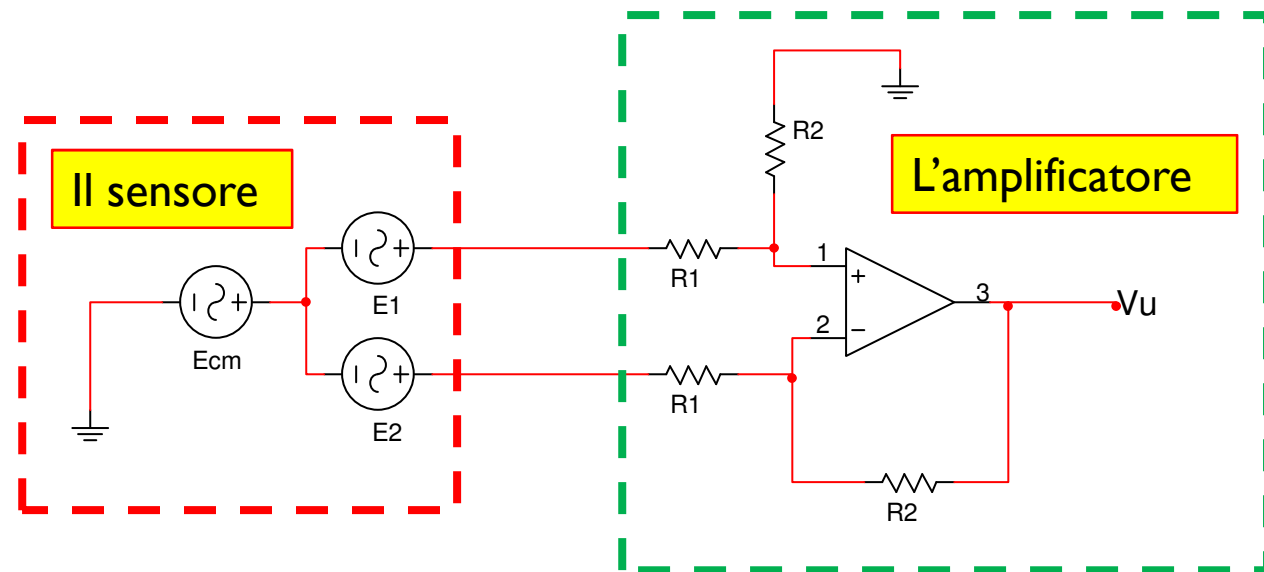 Il sensore
L'amplificatore
R2
E1
R1
1
+
3
Vu
Ecm
2
−
E2
R1
R2